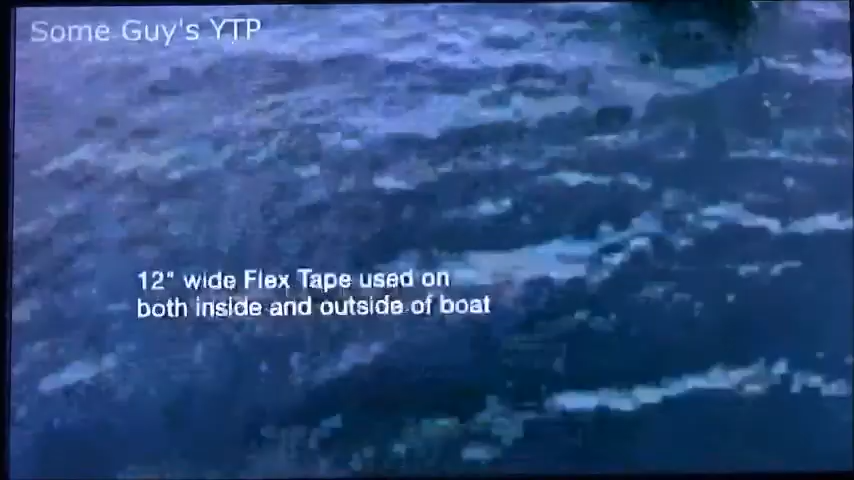 Some Guy's YTP
12" wide Flex Tape used on
both inside and outside of boat